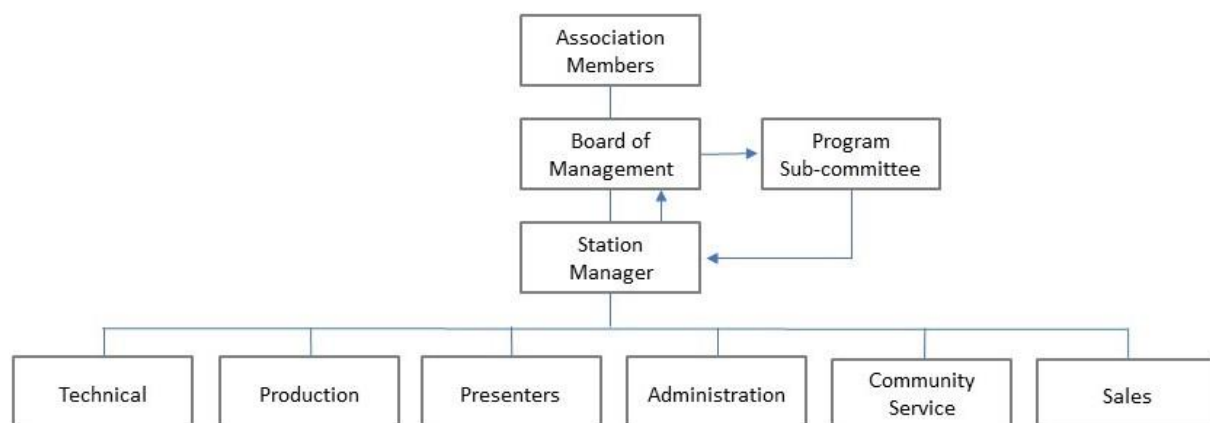 Association
Members
Board of
Management
Program
Sub-committee
Station
Manager
Technical
Production
Presenters
Administration
Community
Service
Sales